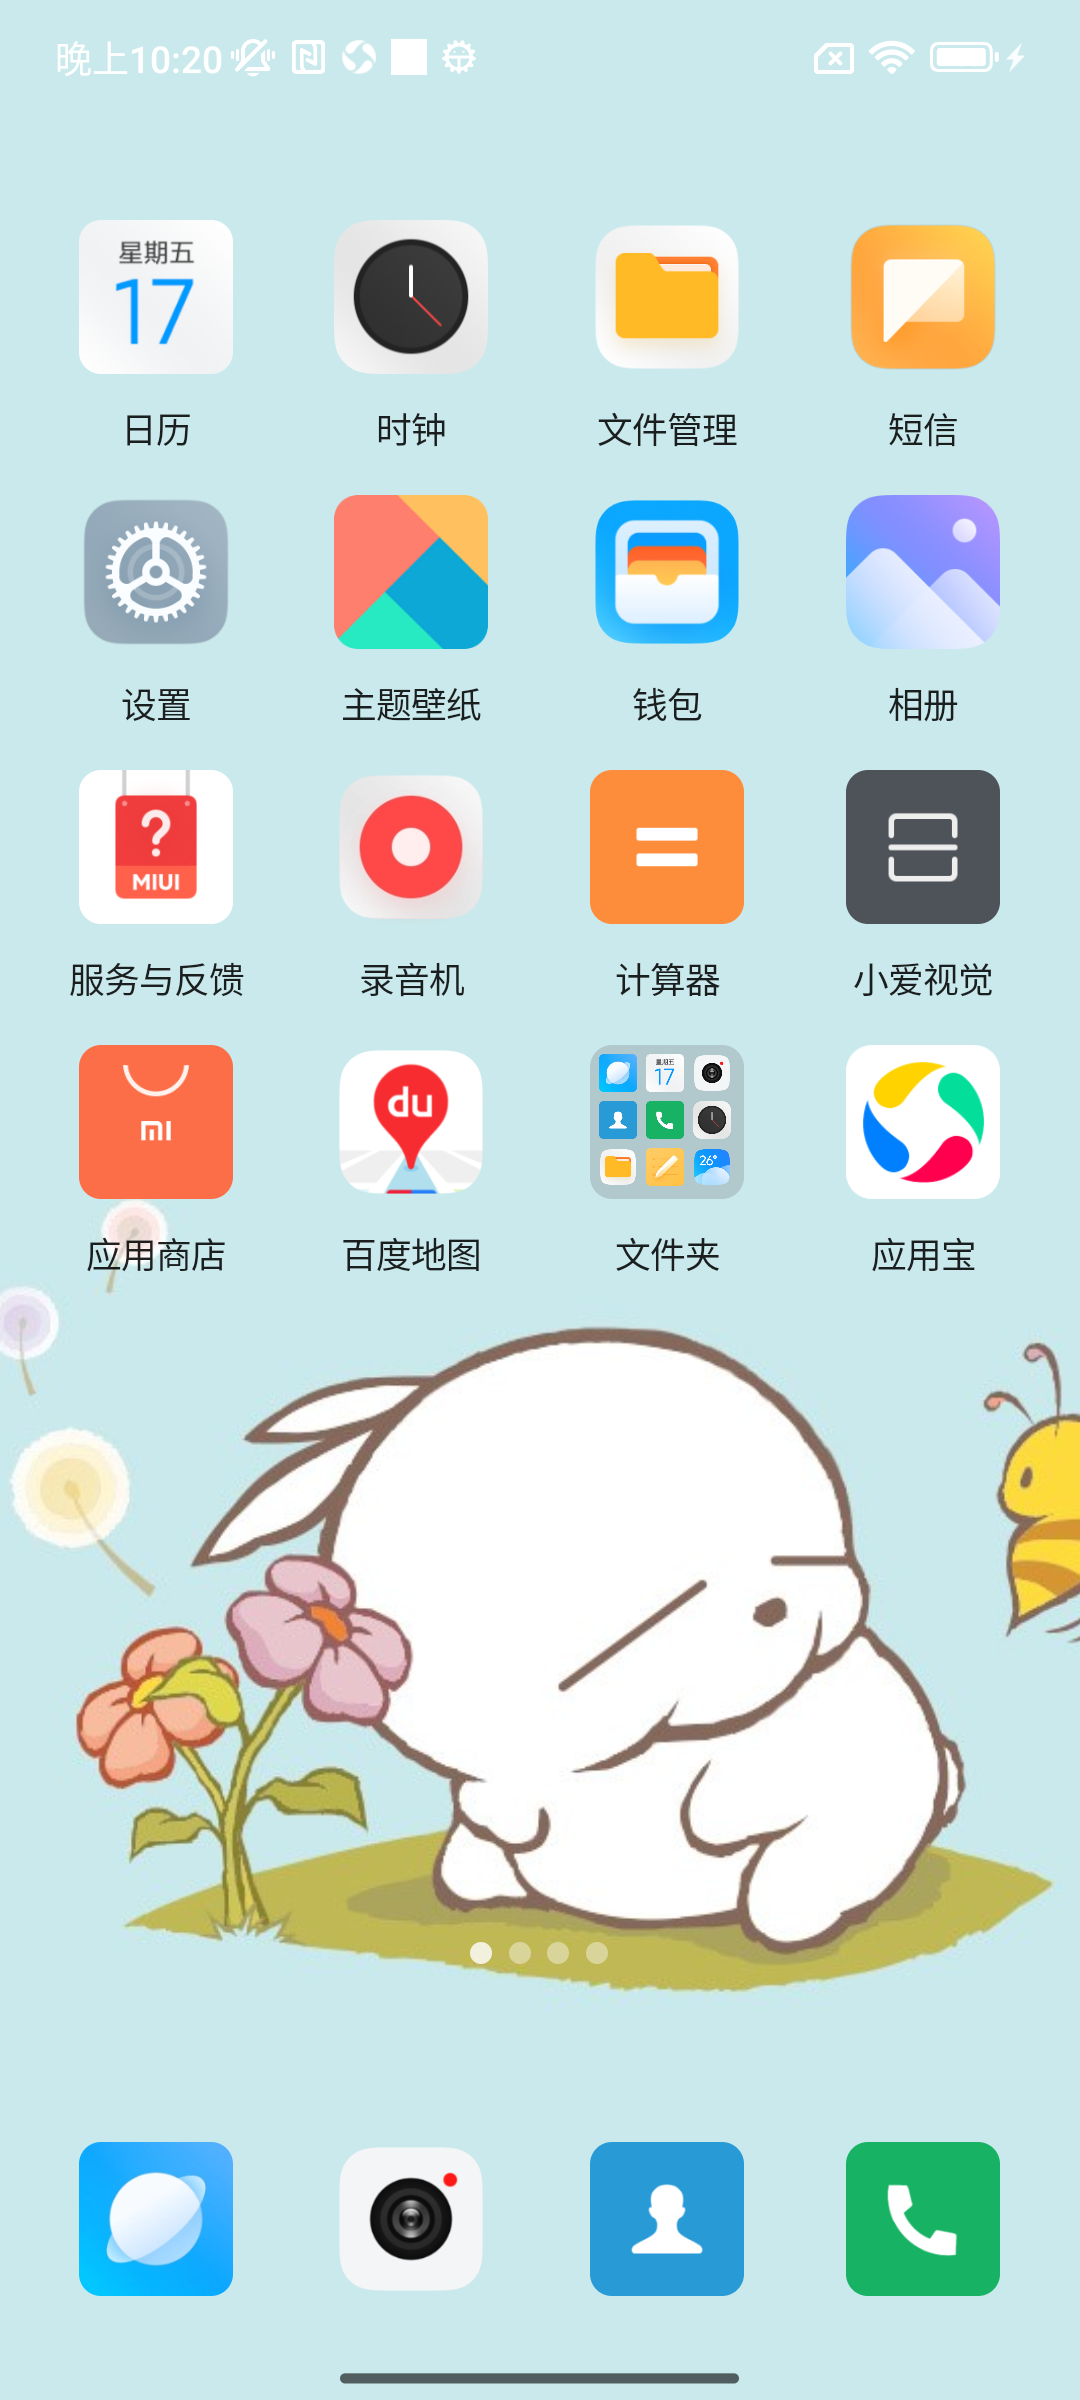 晚上10:20
星期五
17
日历 时钟 文件管理 短信
设置 主题壁纸 钱包 相册
?
MIUI
服务与反馈 录音机 计算器 小爱视觉
mi
du
星期五
17
26°
应用商店 百度地图 文件夹 应用宝